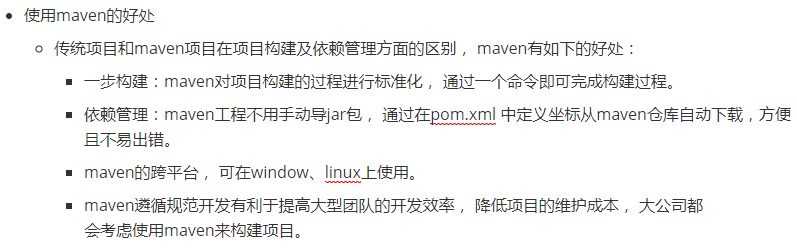 使用maven的好处
传统项目和maven项目在项目构建及依赖管理方面的区别 ，maven有如下的好处：
一步构建：maven对项目构建的过程进行标准化 ，通过一个命令即可完成构建过程。
依赖管理：maven工程不用手动导jar包 ，通过在pom.xml 中定义坐标从maven仓库自动下载，方便
且不易出错。
maven的跨平台 ，可在window、linux上使用。
maven遵循规范开发有利于提高大型团队的开发效率 ，降低项目的维护成本 ，大公司都
会考虑使用maven来构建项目。